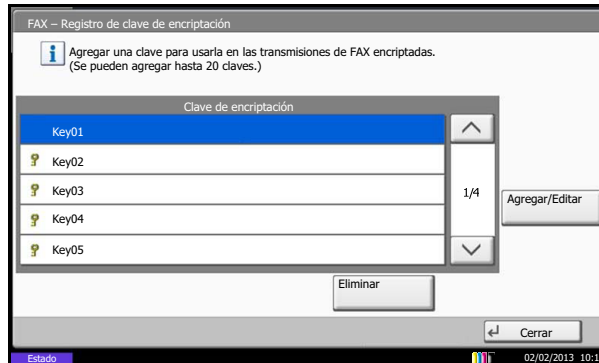 FAX – Registro de clave de encriptación
Agregar una clave para usarla en las transmisiones de FAX encriptadas.
(Se pueden agregar hasta 20 claves.)
Clave de encriptación
Key01
Key02
Key03
1/4
Agregar/Editar
Key04
Key05
Eliminar
Cerrar
Estado
02/02/2013 10:1